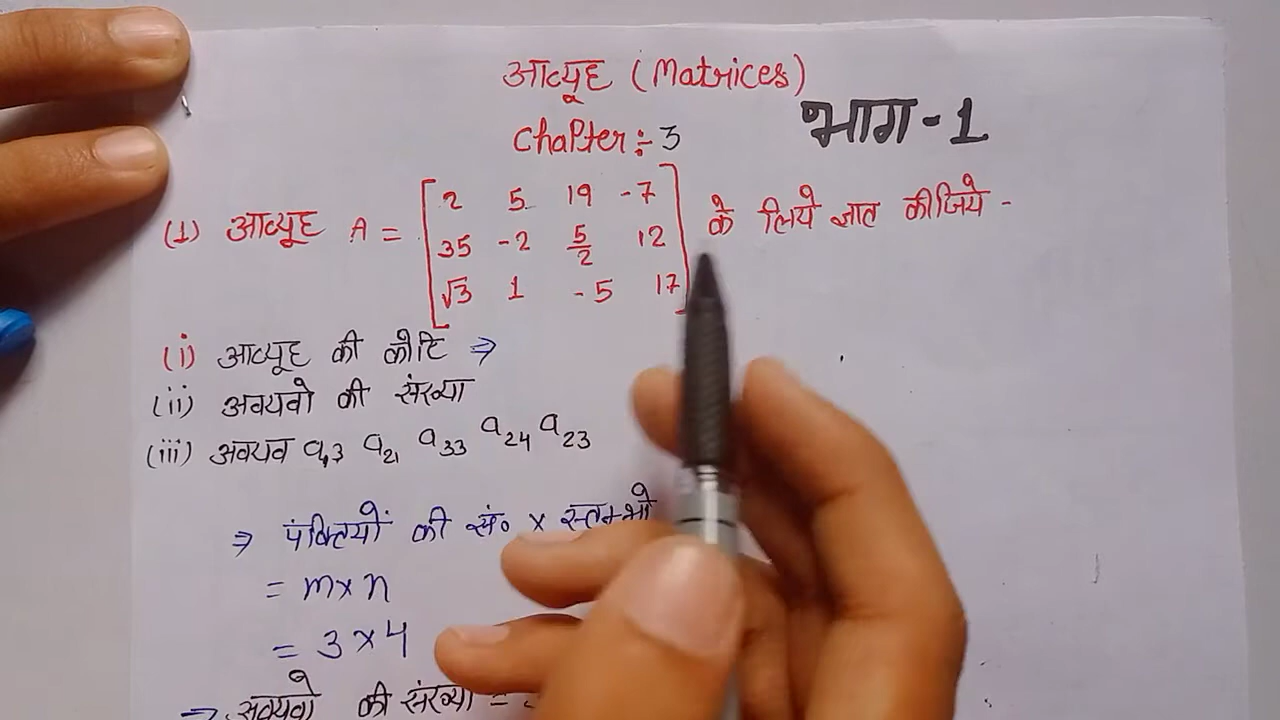 आव्यूह (Matrices)
Chapter :- 3
भाग - 1
(1) आव्यूह A = [ 2 5 19 -7 ] के लिये ज्ञात कीजिये -
35 -2 5/2 12
√3 1 -5 17
(i) आव्यूह की कोटि ⇒
(ii) अवयवो की संख्या
(iii) अवयव a13 a21 a33 a24 a23
⇒ पंक्तियों की सं० × स्तम्भो
= m×n
= 3×4
⇒ अवयवो की संख्या =